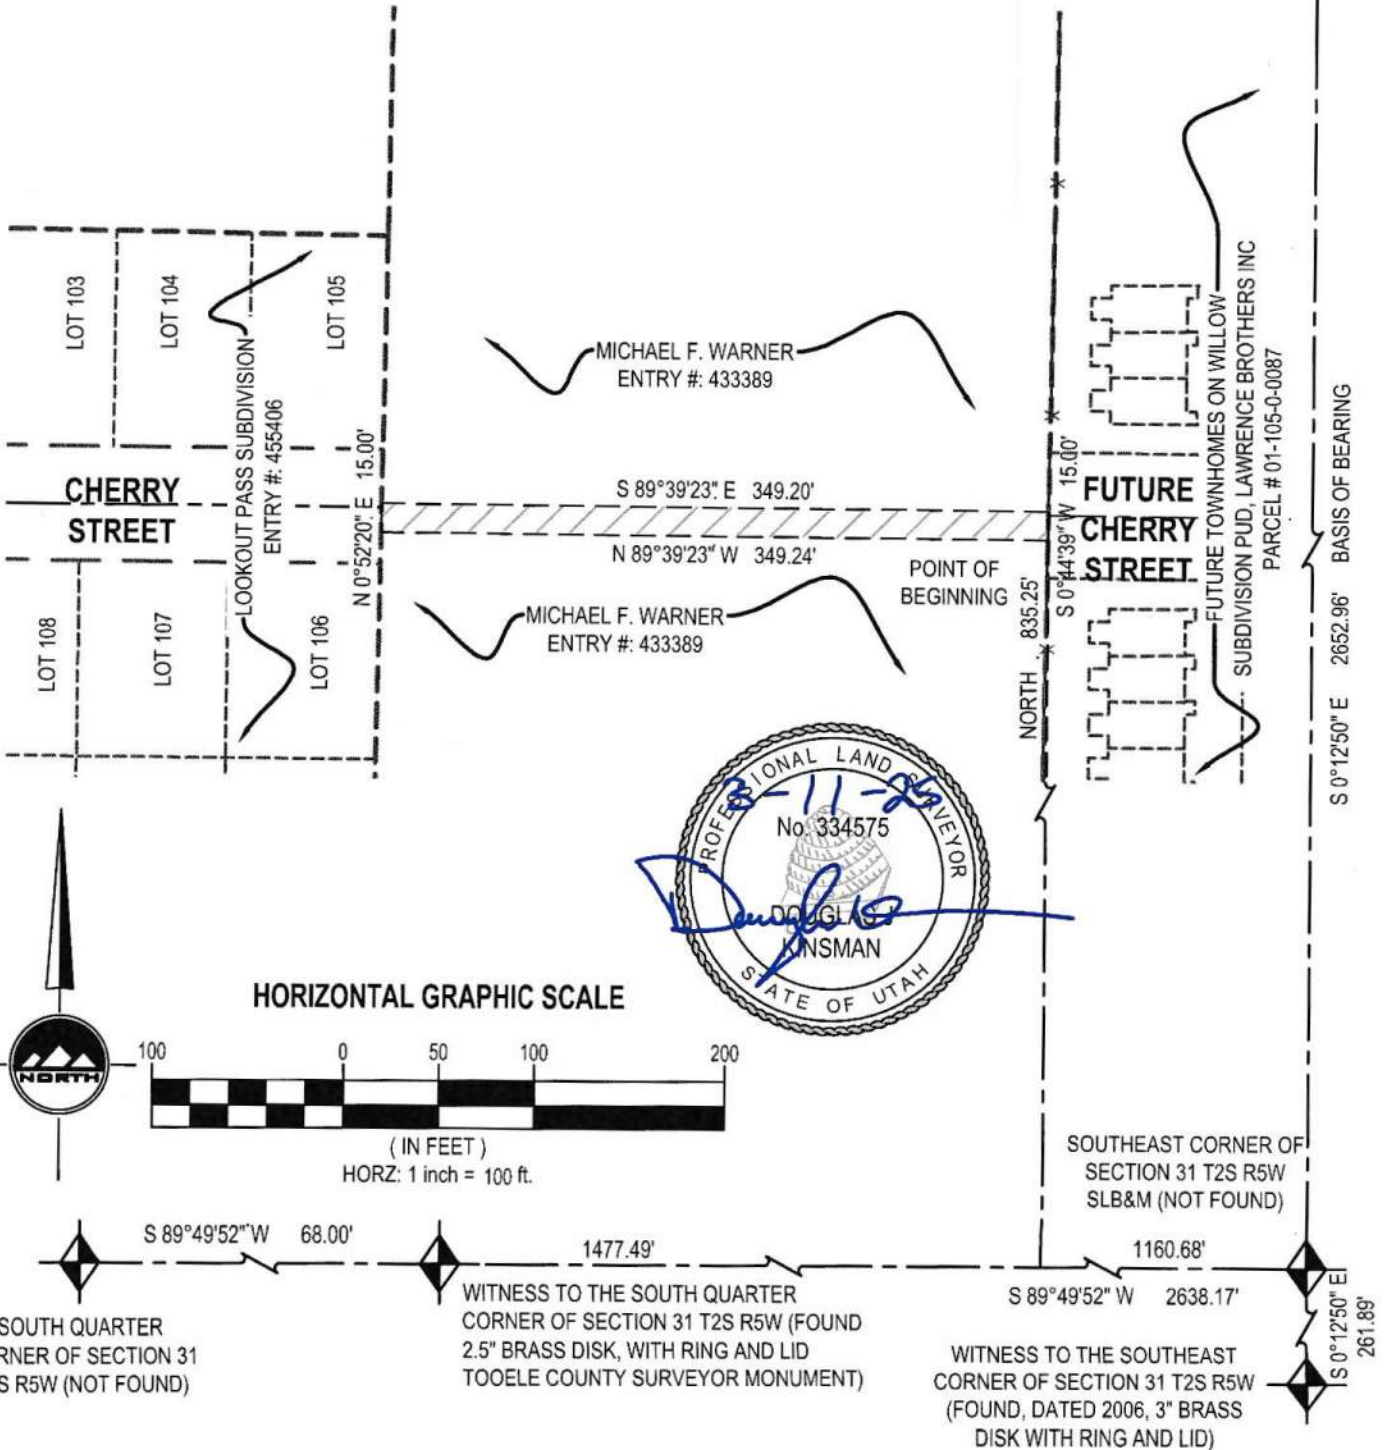 LOT 103
LOT 104
LOT 105
LOOKOUT PASS SUBDIVISION
ENTRY #: 455406
CHERRY
STREET
LOT 108
LOT 107
LOT 106
N 0°52'20" E 15.00'
MICHAEL F. WARNER
ENTRY #: 433389
S 89°39'23" E 349.20'
N 89°39'23" W 349.24'
MICHAEL F. WARNER
ENTRY #: 433389
POINT OF
BEGINNING
NORTH 835.25'
S 0°44'39" W 15.00'
FUTURE
CHERRY
STREET
FUTURE TOWNHOMES ON WILLOW
SUBDIVISION PUD, LAWRENCE BROTHERS INC
PARCEL # 01-105-0-0087
S 0°12'50" E 2652.96' BASIS OF BEARING
PROFESSIONAL LAND SURVEYOR
3-11-25
No. 334575
DOUGLAS J
KINSMAN
STATE OF UTAH
NORTH
HORIZONTAL GRAPHIC SCALE
100 0 50 100 200
( IN FEET )
HORZ: 1 inch = 100 ft.
SOUTHEAST CORNER OF
SECTION 31 T2S R5W
SLB&M (NOT FOUND)
S 89°49'52" W 68.00'
1477.49'
1160.68'
S 89°49'52" W 2638.17'
SOUTH QUARTER
RNER OF SECTION 31
S R5W (NOT FOUND)
WITNESS TO THE SOUTH QUARTER
CORNER OF SECTION 31 T2S R5W (FOUND
2.5" BRASS DISK, WITH RING AND LID
TOOELE COUNTY SURVEYOR MONUMENT)
WITNESS TO THE SOUTHEAST
CORNER OF SECTION 31 T2S R5W
(FOUND, DATED 2006, 3" BRASS
DISK WITH RING AND LID)
S 0°12'50" E
261.89'